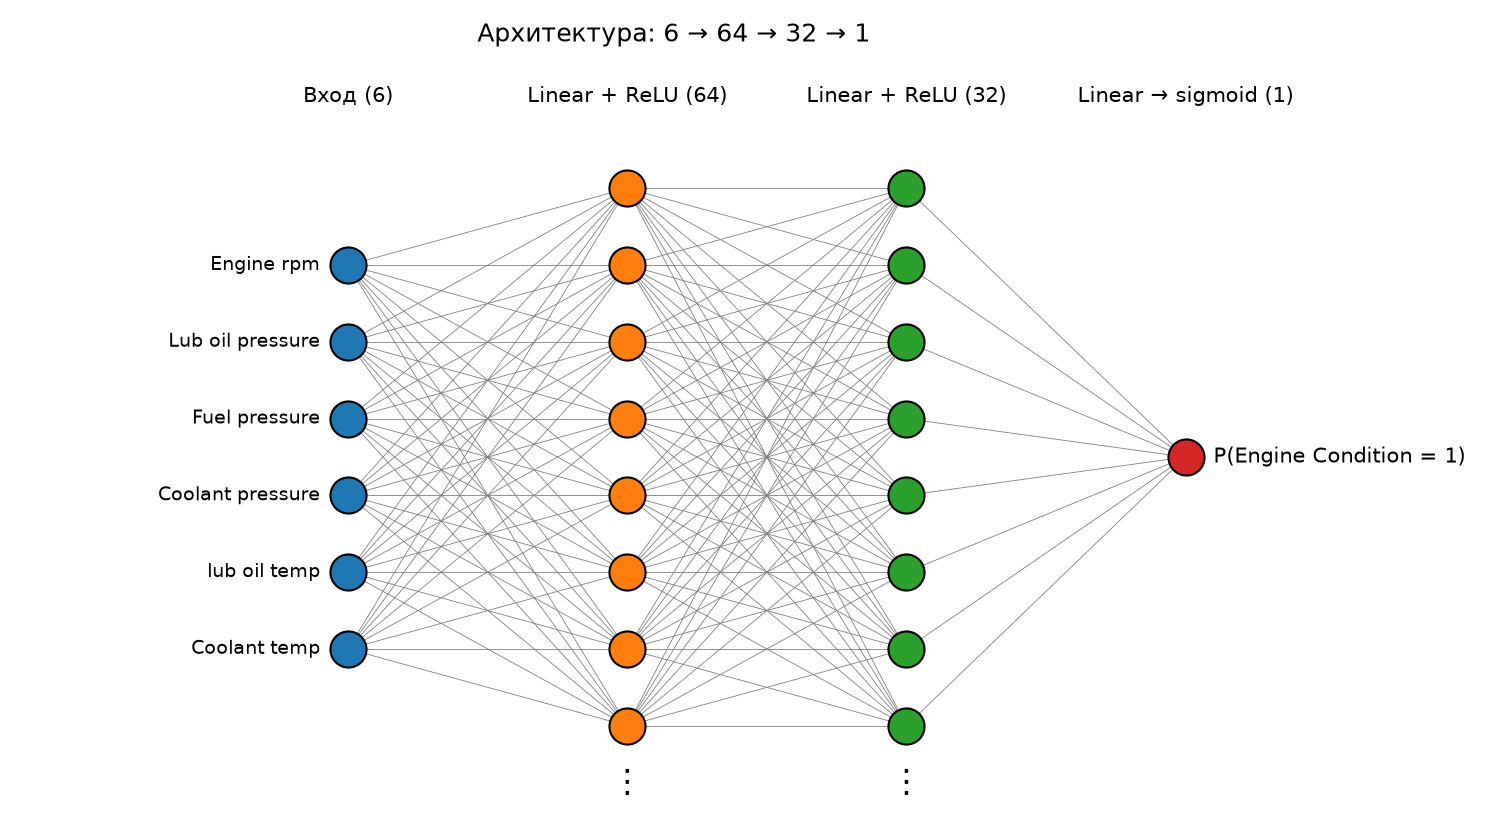 Архитектура: 6 → 64 → 32 → 1
Вход (6)
Linear + ReLU (64)
Linear + ReLU (32)
Linear → sigmoid (1)
Engine rpm
Lub oil pressure
Fuel pressure
Coolant pressure
lub oil temp
Coolant temp
P(Engine Condition = 1)